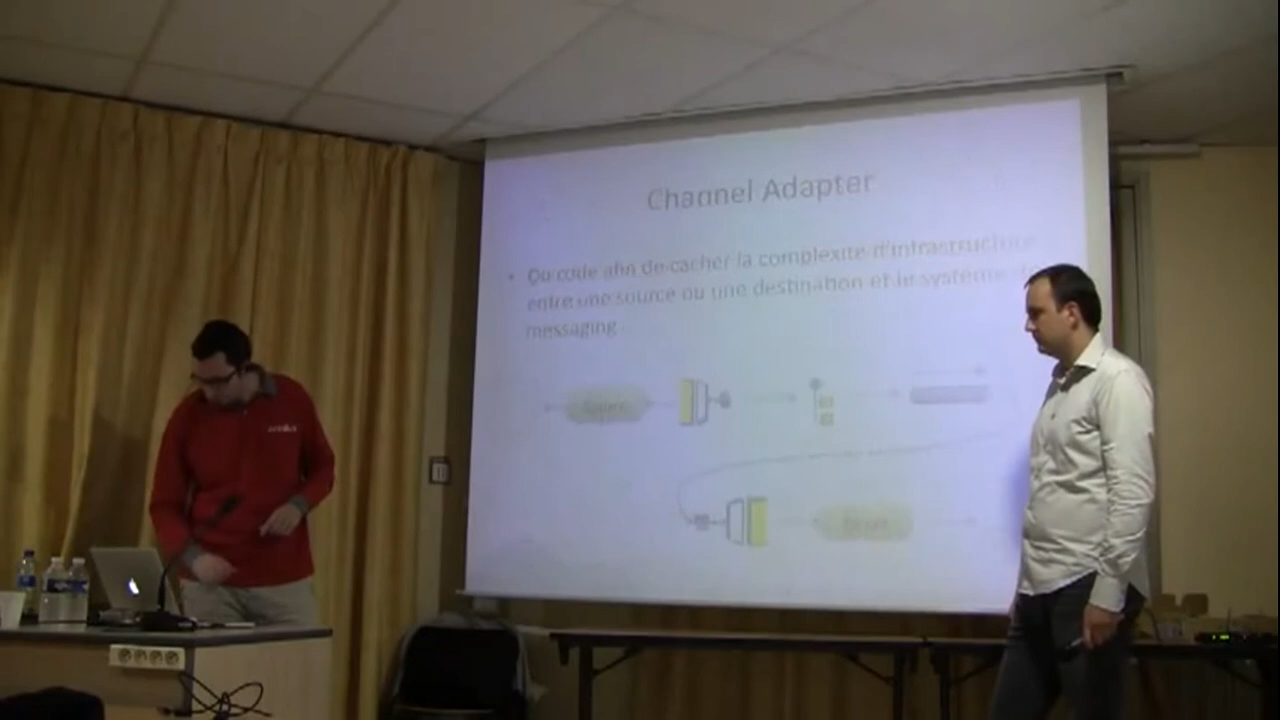 Channel Adapter
• Du code afin de cacher la complexité d'infrastructure
entre une source ou une destination et le système de
messaging